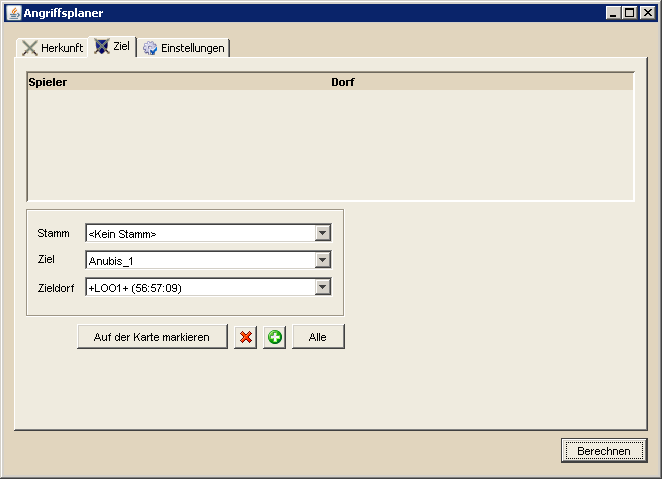 Angriffsplaner
Herkunft Ziel Einstellungen
Spieler Dorf
Stamm <Kein Stamm>
Ziel Anubis_1
Zieldorf +LOO1+ (56:57:09)
Auf der Karte markieren Alle
Berechnen